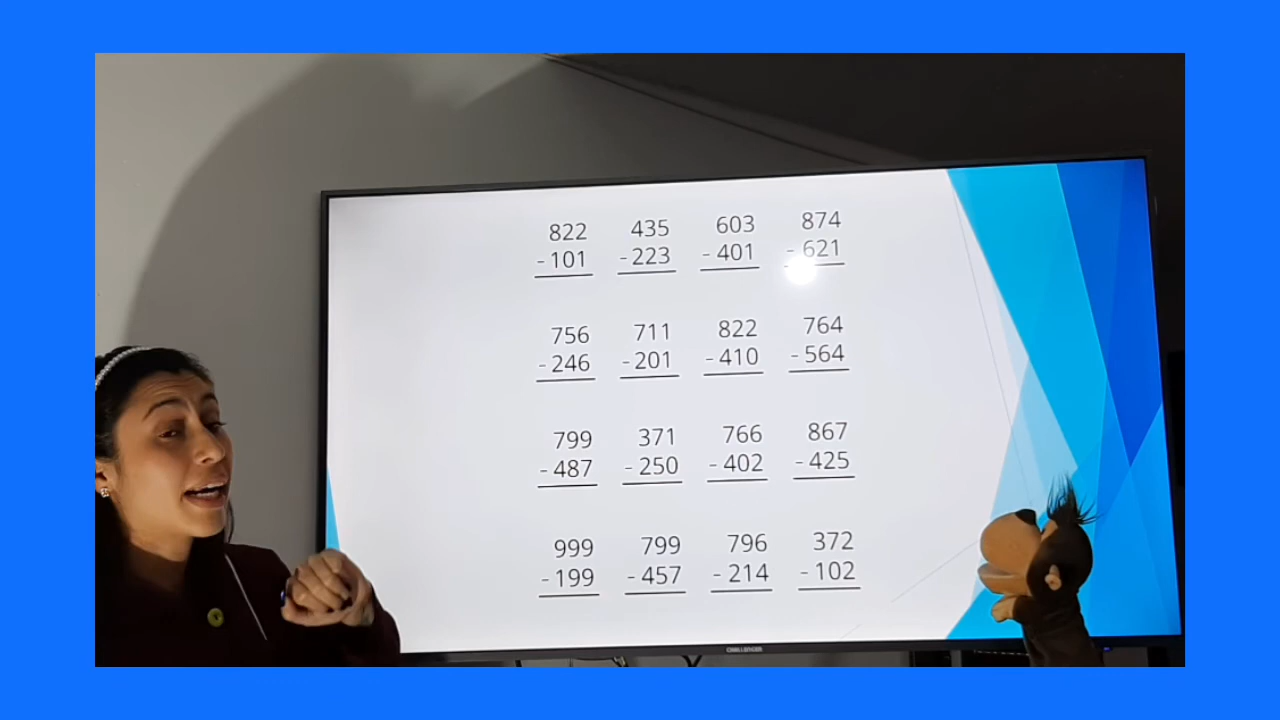 822 435 603 874
- 101 - 223 - 401 - 621
756 711 822 764
- 246 - 201 - 410 - 564
799 371 766 867
- 487 - 250 - 402 - 425
999 799 796 372
- 199 - 457 - 214 - 102
CHALLENGER